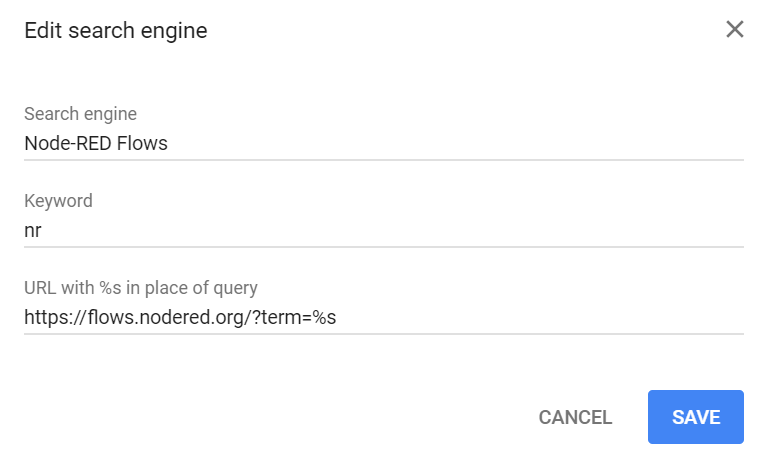 Edit search engine
Search engine
Node-RED Flows
Keyword
nr
URL with %s in place of query
https://flows.nodered.org/?term=%s
CANCEL SAVE